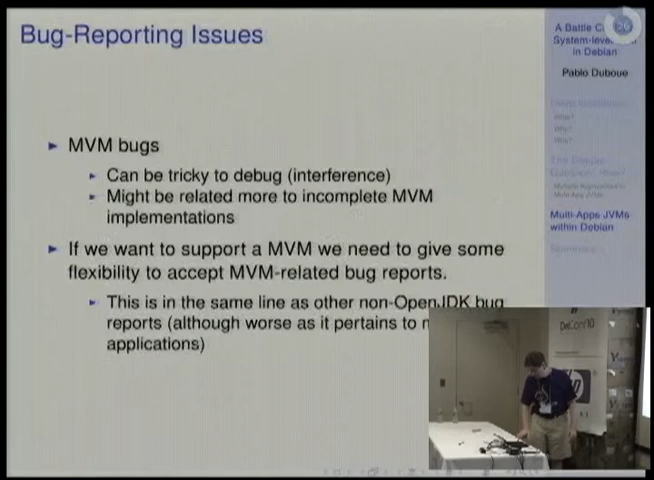 Bug-Reporting Issues
MVM bugs
Can be tricky to debug (interference)
Might be related more to incomplete MVM
implementations
If we want to support a MVM we need to give some
flexibility to accept MVM-related bug reports.
This is in the same line as other non-OpenJDK bug
reports (although worse as it pertains to
applications)
A Battle
in Debian
Pablo Duboue
Multi-Apps JVMs
within Debian
DebConf10
hp